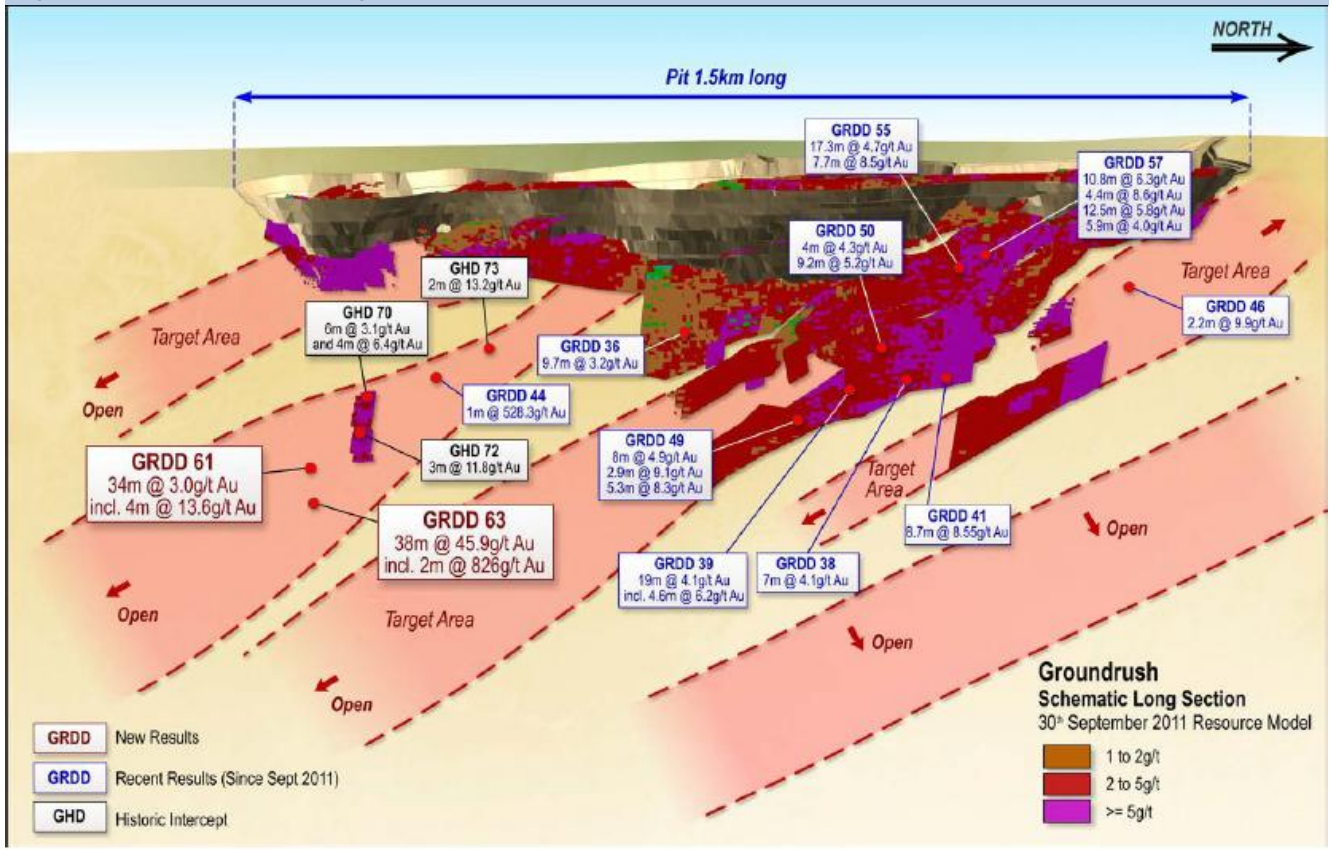 NORTH
Pit 1.5km long
GRDD 55
17.3m @ 4.7g/t Au
7.7m @ 8.5g/t Au
GRDD 57
10.8m @ 6.3g/t Au
4.4m @ 8.6g/t Au
12.5m @ 5.8g/t Au
5.9m @ 4.0g/t Au
GRDD 50
4m @ 4.3g/t Au
9.2m @ 5.2g/t Au
GHD 73
2m @ 13.2g/t Au
Target Area
GRDD 46
2.2m @ 9.9g/t Au
GHD 70
6m @ 3.1g/t Au
and 4m @ 6.4g/t Au
Target Area
GRDD 36
9.7m @ 3.2g/t Au
Open
GRDD 44
1m @ 528.3g/t Au
GHD 72
3m @ 11.8g/t Au
GRDD 61
34m @ 3.0g/t Au
incl. 4m @ 13.6g/t Au
GRDD 49
8m @ 4.9g/t Au
2.9m @ 9.1g/t Au
5.3m @ 8.3g/t Au
Target
Area
GRDD 63
38m @ 45.9g/t Au
incl. 2m @ 826g/t Au
GRDD 41
8.7m @ 8.55g/t Au
Open
GRDD 39
19m @ 4.1g/t Au
incl. 4.6m @ 6.2g/t Au
GRDD 38
7m @ 4.1g/t Au
Open
Target Area
Open
Open
Groundrush
Schematic Long Section
30th September 2011 Resource Model
1 to 2g/t
2 to 5g/t
>= 5g/t
GRDD New Results
GRDD Recent Results (Since Sept 2011)
GHD Historic Intercept